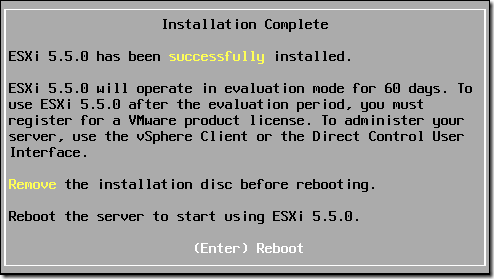 Installation Complete
ESXi 5.5.0 has been successfully installed.
ESXi 5.5.0 will operate in evaluation mode for 60 days. To
use ESXi 5.5.0 after the evaluation period, you must
register for a VMware product license. To administer your
server, use the vSphere Client or the Direct Control User
Interface.
Remove the installation disc before rebooting.
Reboot the server to start using ESXi 5.5.0.
(Enter) Reboot